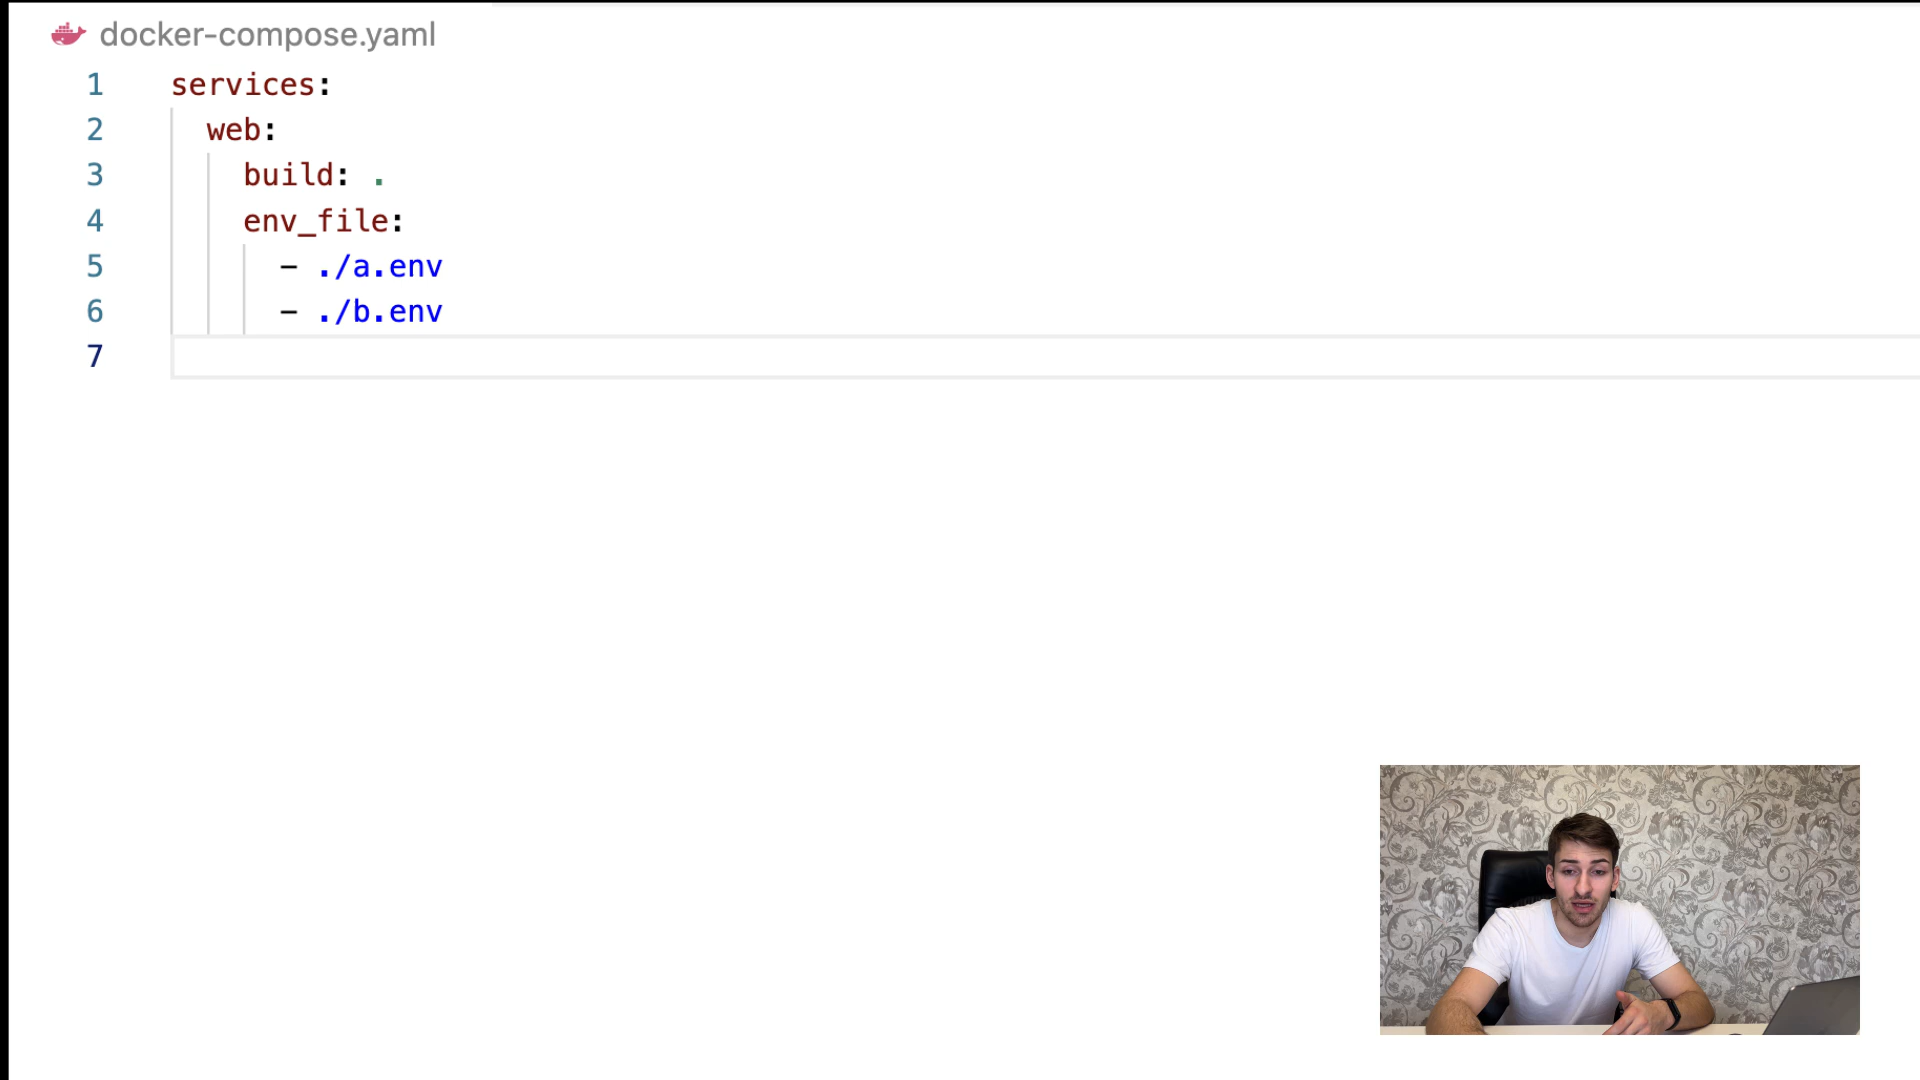 docker-compose.yaml
1 services:
2 web:
3 build: .
4 env_file:
5 - ./a.env
6 - ./b.env
7